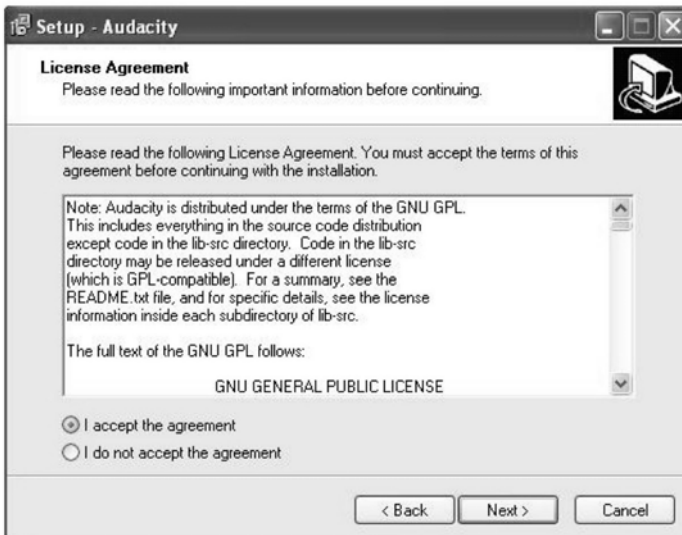 Setup - Audacity
License Agreement
Please read the following important information before continuing.
Please read the following License Agreement. You must accept the terms of this
agreement before continuing with the installation.
Note: Audacity is distributed under the terms of the GNU GPL.
This includes everything in the source code distribution
except code in the lib-src directory.  Code in the lib-src
directory may be released under a different license
(which is GPL-compatible).  For a summary, see the
README.txt file, and for specific details, see the license
information inside each subdirectory of lib-src.
The full text of the GNU GPL follows:
GNU GENERAL PUBLIC LICENSE
I accept the agreement
I do not accept the agreement
< Back
Next >
Cancel